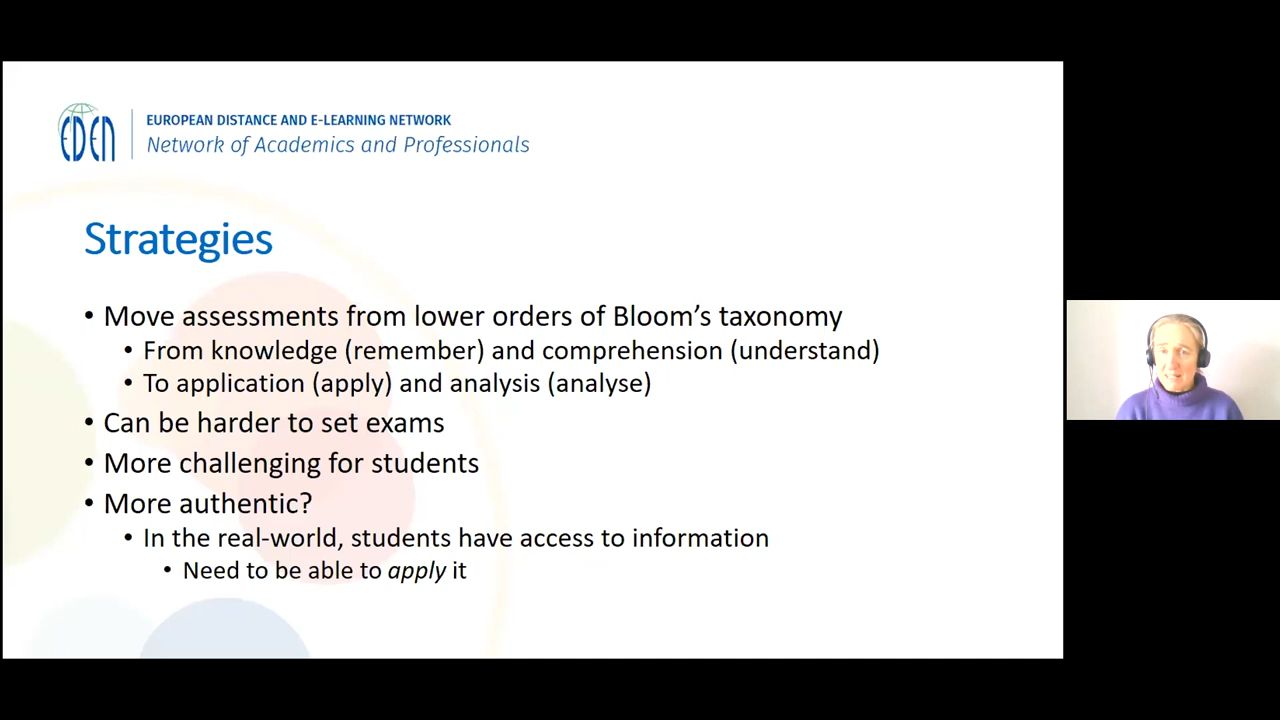 EDEN
EUROPEAN DISTANCE AND E-LEARNING NETWORK
Network of Academics and Professionals
Strategies
• Move assessments from lower orders of Bloom’s taxonomy
• From knowledge (remember) and comprehension (understand)
• To application (apply) and analysis (analyse)
• Can be harder to set exams
• More challenging for students
• More authentic?
• In the real-world, students have access to information
• Need to be able to apply it